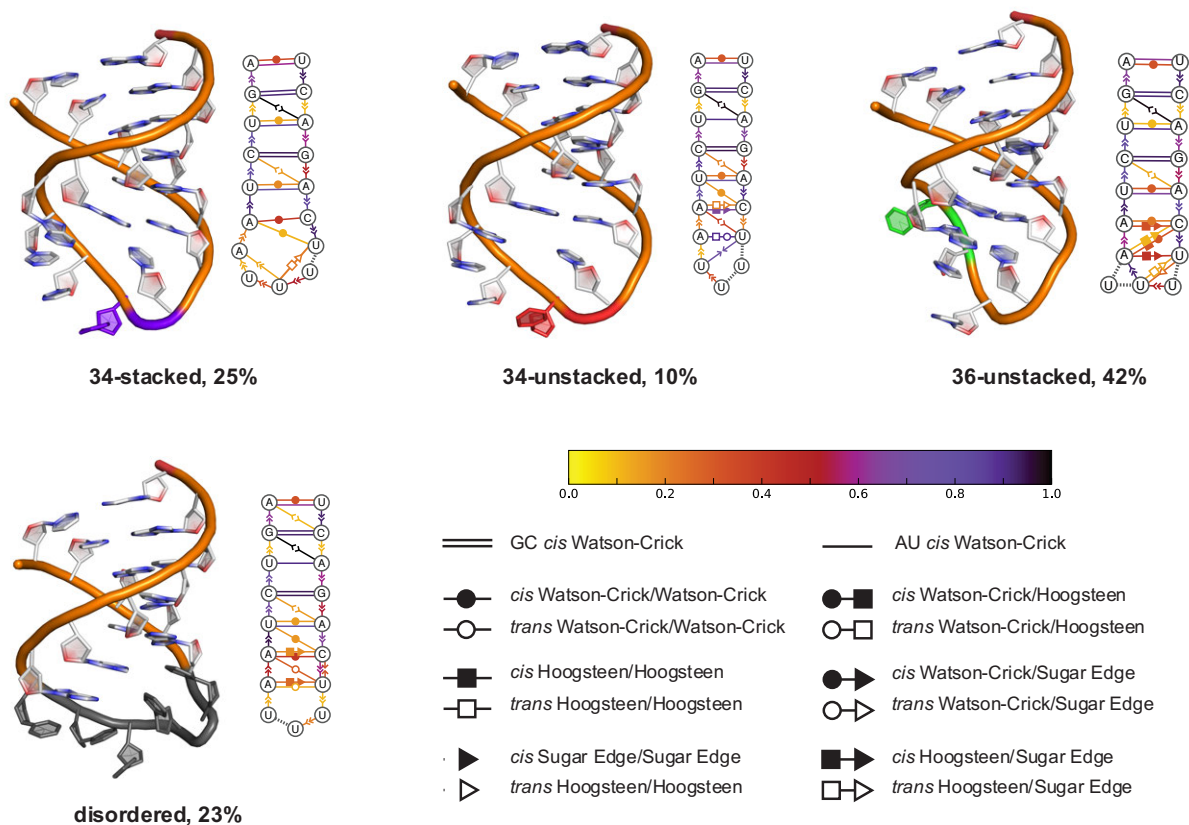 A U
G C
U A
C G
U A
A C
A U
U U
U
34-stacked, 25%
A U
G C
U A
C G
U A
A C
A U
U U
U
34-unstacked, 10%
A U
G C
U A
C G
U A
A C
A U
U U U
36-unstacked, 42%
A U
G C
U A
C G
U A
A C
A U
U U
U
disordered, 23%
0.0 0.2 0.4 0.6 0.8 1.0
GC cis Watson-Crick
AU cis Watson-Crick
cis Watson-Crick/Watson-Crick
trans Watson-Crick/Watson-Crick
cis Watson-Crick/Hoogsteen
trans Watson-Crick/Hoogsteen
cis Hoogsteen/Hoogsteen
trans Hoogsteen/Hoogsteen
cis Watson-Crick/Sugar Edge
trans Watson-Crick/Sugar Edge
cis Sugar Edge/Sugar Edge
trans Hoogsteen/Hoogsteen
cis Hoogsteen/Sugar Edge
trans Hoogsteen/Sugar Edge